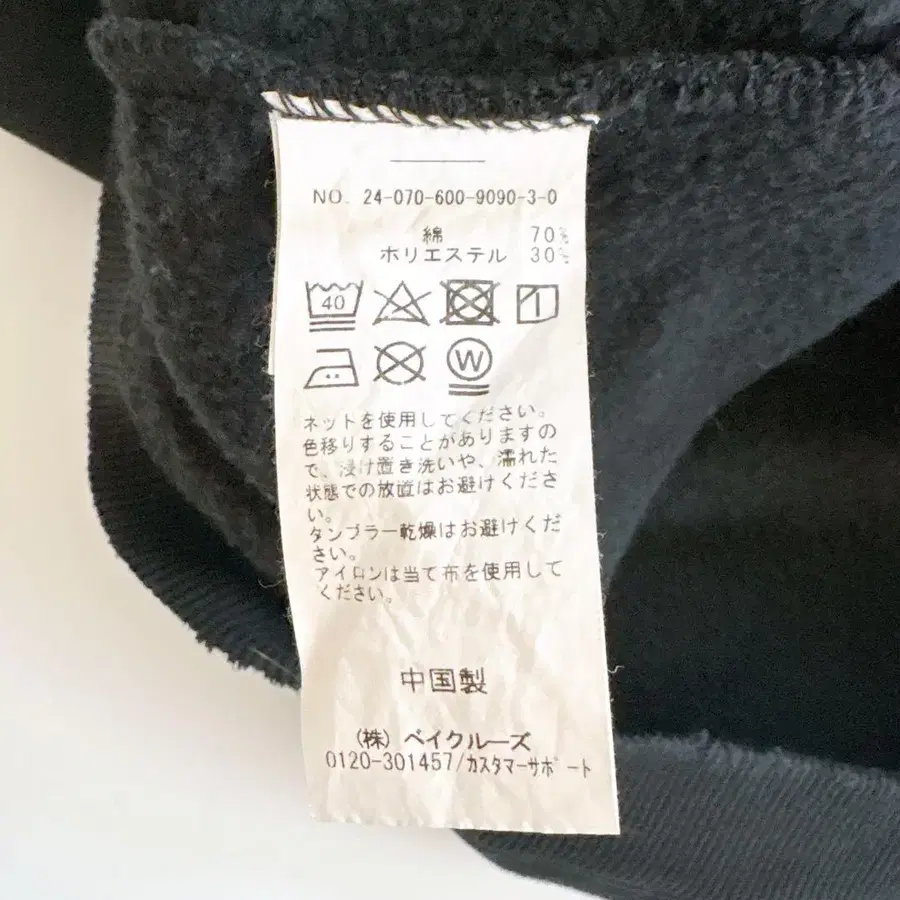 NO. 24-070-600-9090-3-0
綿 70%
ポリエステル 30%
40
W
ネットを使用してください。
色移りすることがありますの
で、浸け置き洗いや、濡れた
状態での放置はお避けくださ
い。
タンブラー乾燥はお避けくだ
さい。
アイロンは当て布を使用して
ください。
中国製
(株) ベイクルーズ
0120-301457/カスタマーサポート